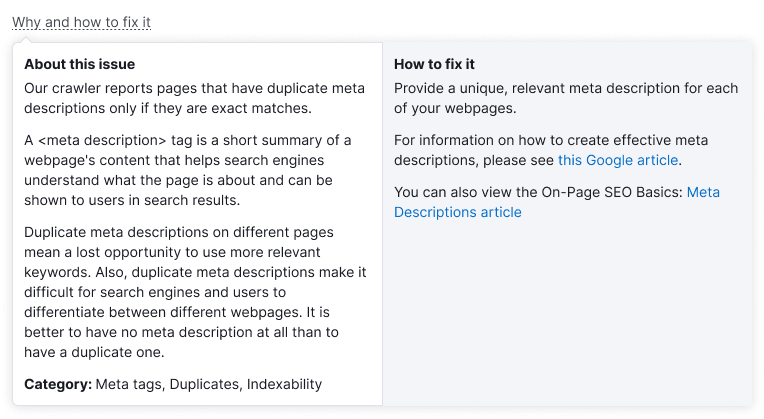 Why and how to fix it
About this issue
Our crawler reports pages that have duplicate meta
descriptions only if they are exact matches.
A <meta description> tag is a short summary of a
webpage's content that helps search engines
understand what the page is about and can be
shown to users in search results.
Duplicate meta descriptions on different pages
mean a lost opportunity to use more relevant
keywords. Also, duplicate meta descriptions make it
difficult for search engines and users to
differentiate between different webpages. It is
better to have no meta description at all than to
have a duplicate one.
Category: Meta tags, Duplicates, Indexability
How to fix it
Provide a unique, relevant meta description for each
of your webpages.
For information on how to create effective meta
descriptions, please see this Google article.
You can also view the On-Page SEO Basics: Meta
Descriptions article